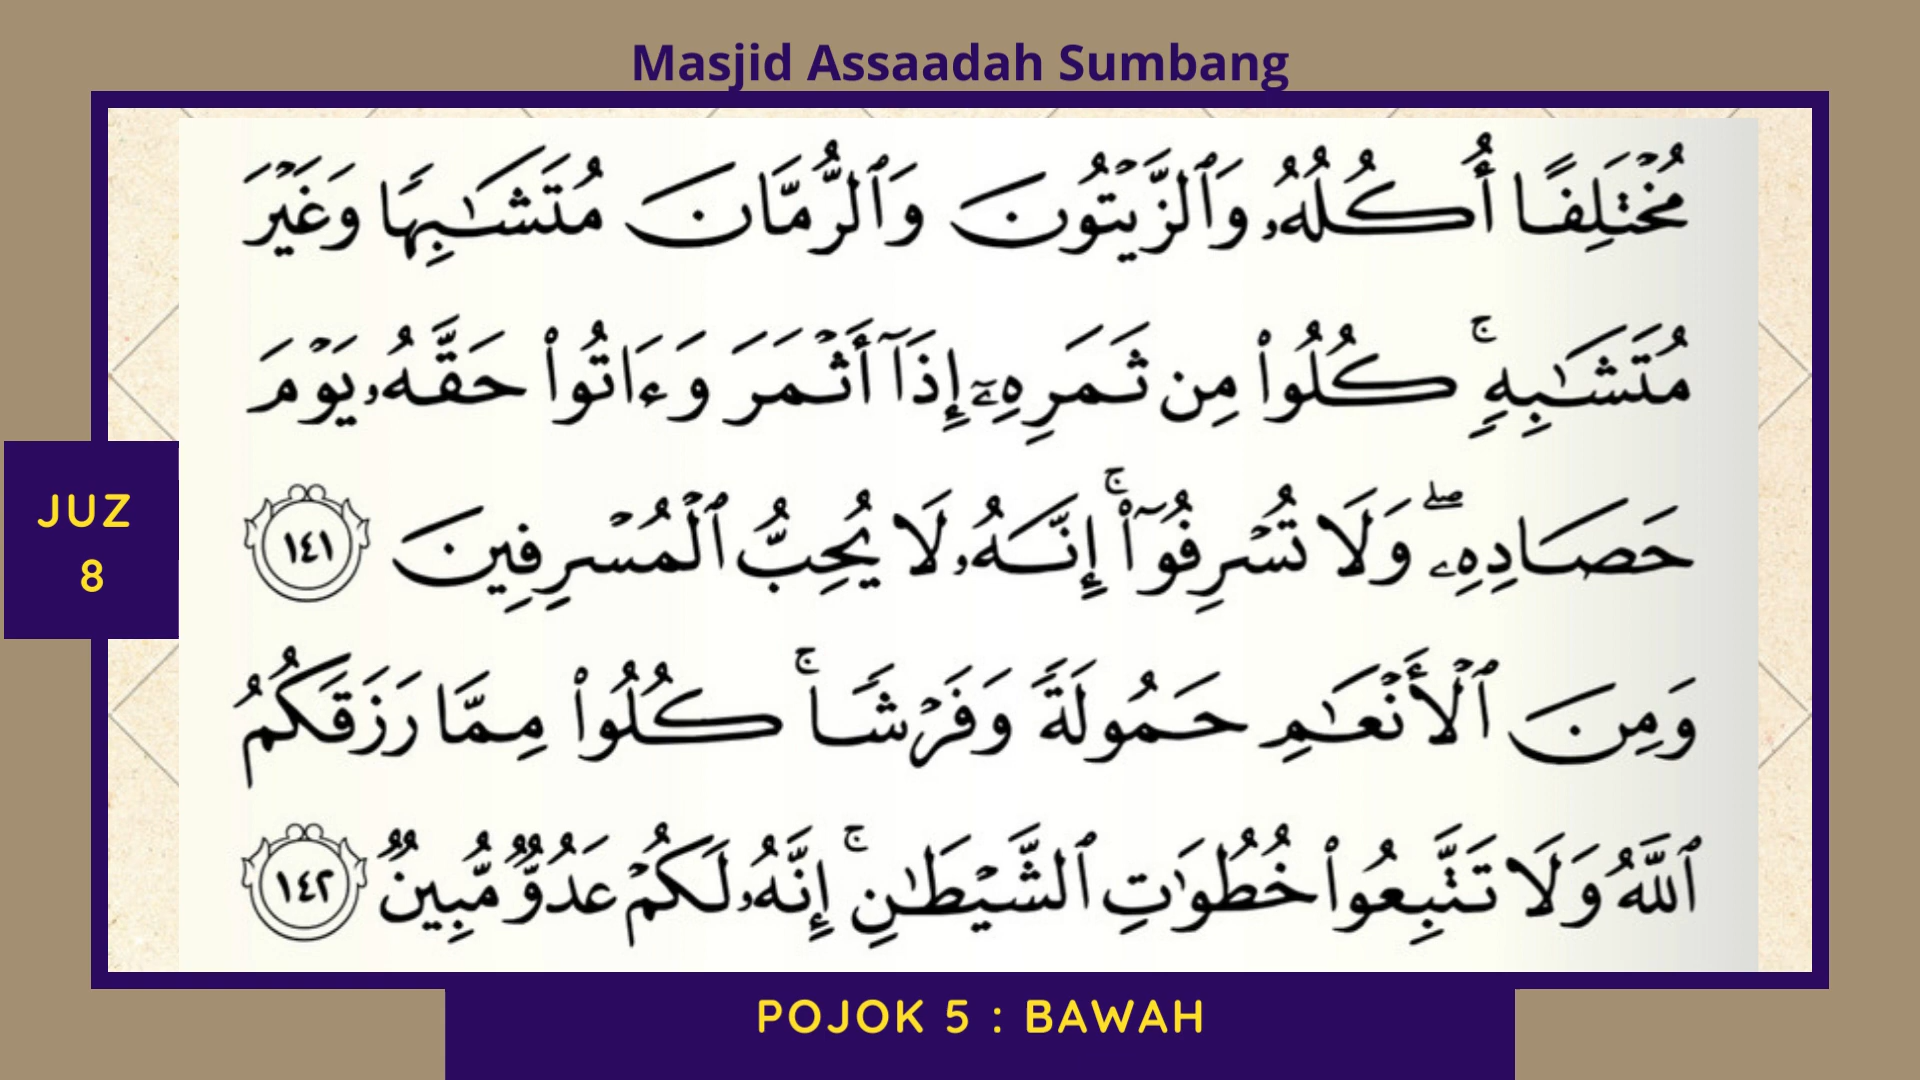 Masjid Assaadah Sumbang
مُخْتَلِفًا أُكُلُهُۥ وَٱلزَّيْتُونَ وَٱلرُّمَّانَ مُتَشَٰبِهًا وَغَيْرَ
مُتَشَٰبِهٍۚ كُلُوا۟ مِن ثَمَرِهِۦٓ إِذَآ أَثْمَرَ وَءَاتُوا۟ حَقَّهُۥ يَوْمَ
حَصَادِهِۦۖ وَلَا تُسْرِفُوٓا۟ۚ إِنَّهُۥ لَا يُحِبُّ ٱلْمُسْرِفِينَ ١٤١
وَمِنَ ٱلْأَنْعَٰمِ حَمُولَةً وَفَرْشًاۚ كُلُوا۟ مِمَّا رَزَقَكُمُ
ٱللَّهُ وَلَا تَتَّبِعُوا۟ خُطُوَٰتِ ٱلشَّيْطَٰنِۚ إِنَّهُۥ لَكُمْ عَدُوٌّ مُّبِينٌ ١٤٢
JUZ
8
POJOK 5 : BAWAH